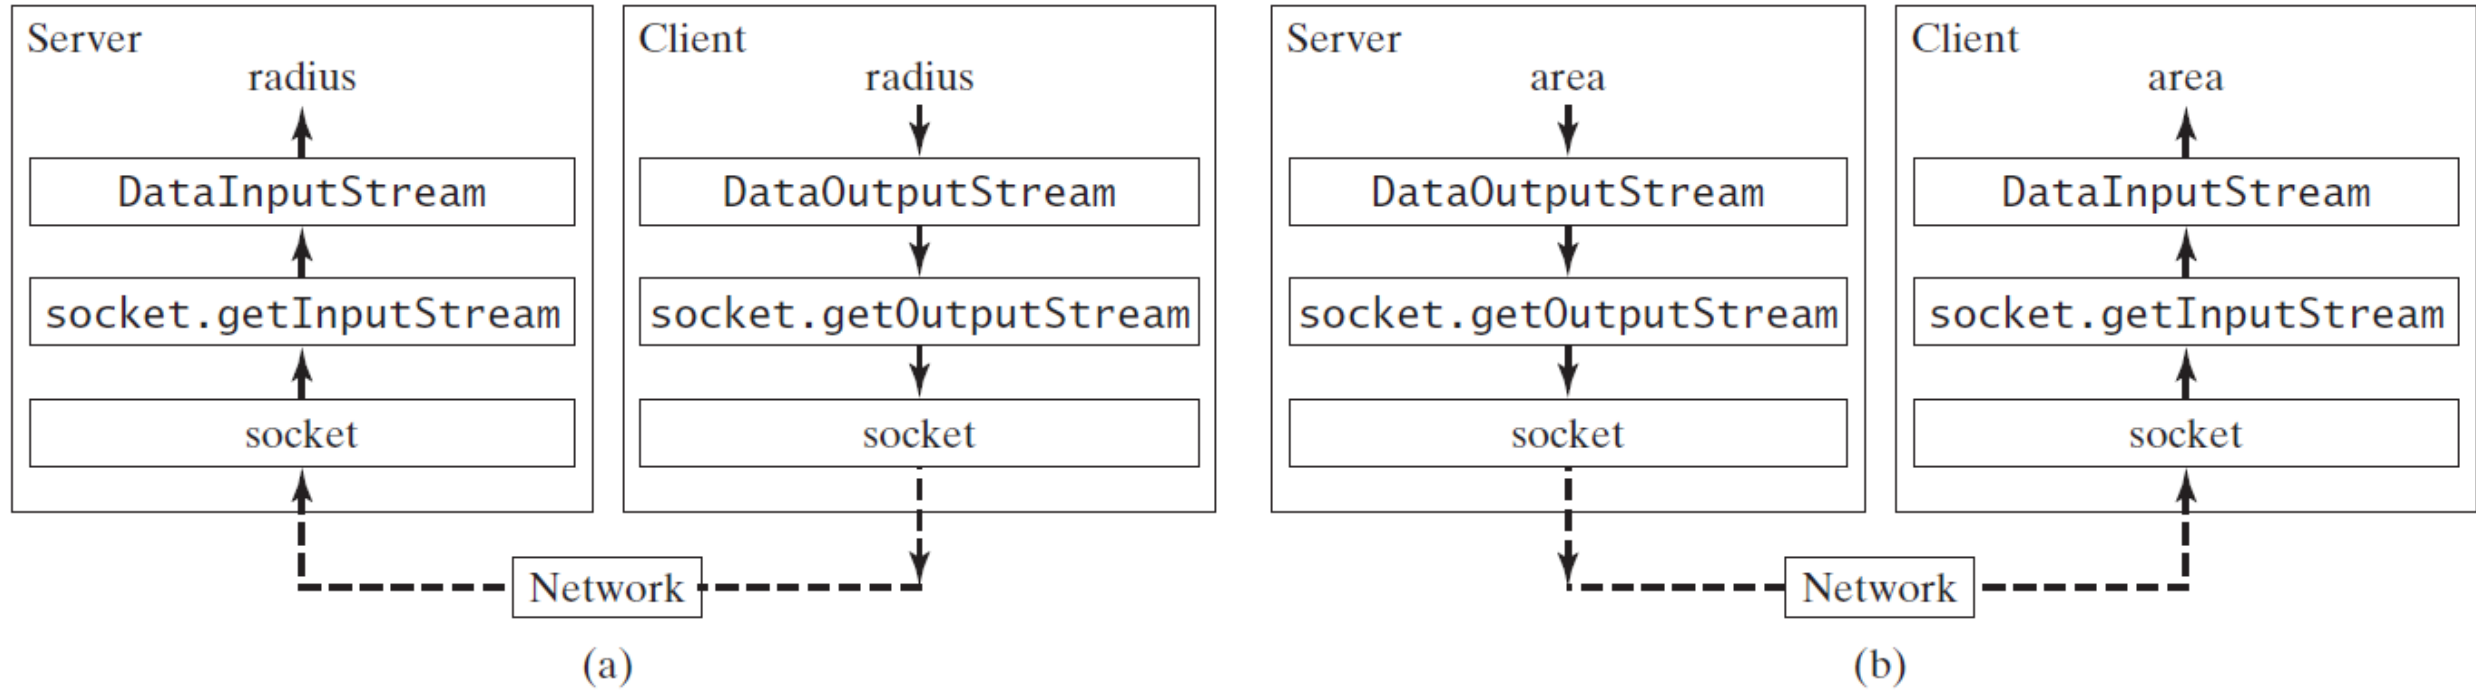 Server
radius
DataInputStream
socket.getInputStream
socket
Client
radius
DataOutputStream
socket.getOutputStream
socket
Network
(a)
Server
area
DataOutputStream
socket.getOutputStream
socket
Client
area
DataInputStream
socket.getInputStream
socket
Network
(b)